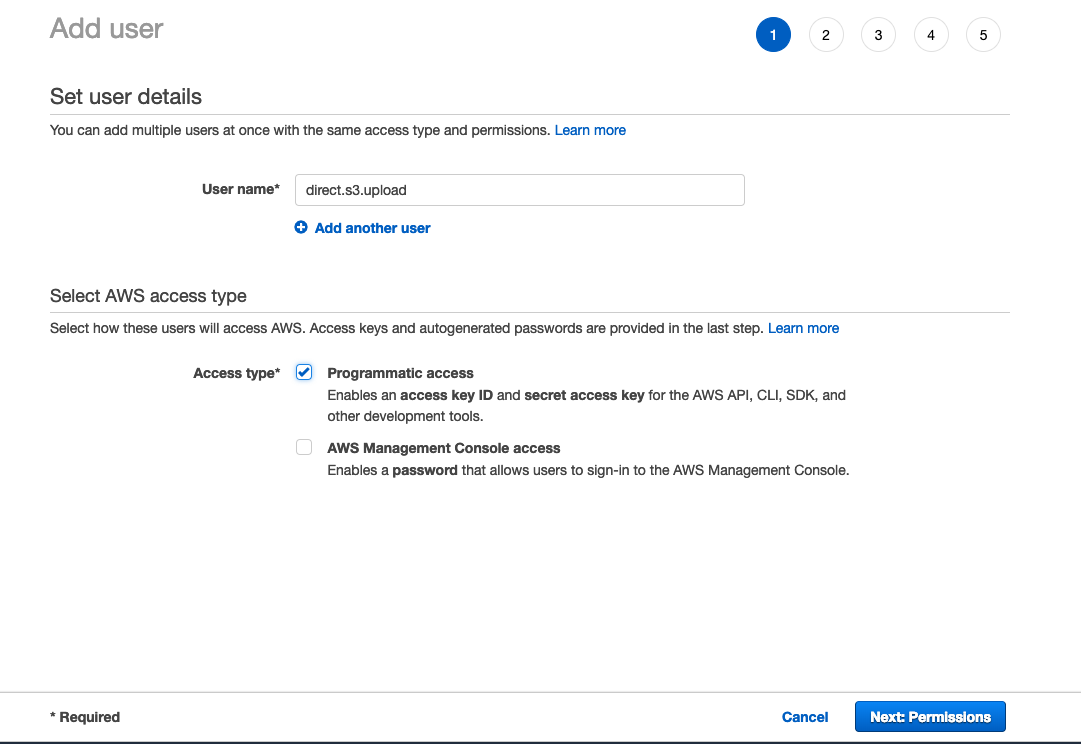 Add user
1 2 3 4 5
Set user details
You can add multiple users at once with the same access type and permissions. Learn more
User name* direct.s3.upload
Add another user
Select AWS access type
Select how these users will access AWS. Access keys and autogenerated passwords are provided in the last step. Learn more
Access type* Programmatic access
Enables an access key ID and secret access key for the AWS API, CLI, SDK, and
other development tools.
AWS Management Console access
Enables a password that allows users to sign-in to the AWS Management Console.
* Required Cancel Next: Permissions